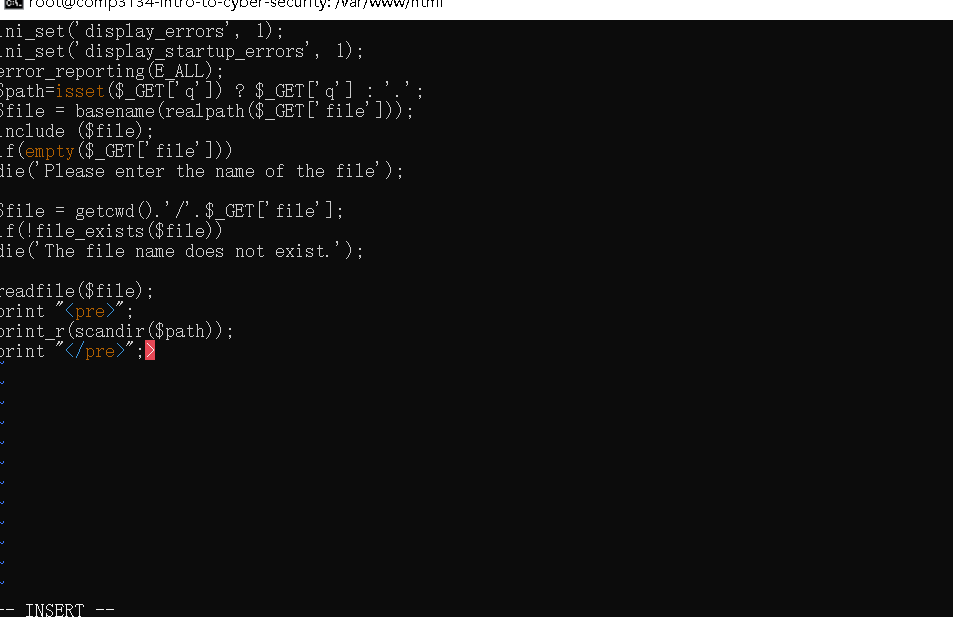 root@comp3134-intro-to-cyber-security: /var/www/html
ni_set('display_errors', 1);
ni_set('display_startup_errors', 1);
error_reporting(E_ALL);
$path=isset($_GET['q']) ? $_GET['q'] : '.';
$file = basename(realpath($_GET['file']));
include ($file);
if(empty($_GET['file']))
die('Please enter the name of the file');
$file = getcwd().'/'.$_GET['file'];
if(!file_exists($file))
die('The file name does not exist.');
readfile($file);
print "<pre>";
print_r(scandir($path));
print "</pre>";>
~
~
~
~
~
~
~
~
~
~
~
~
-- INSERT --